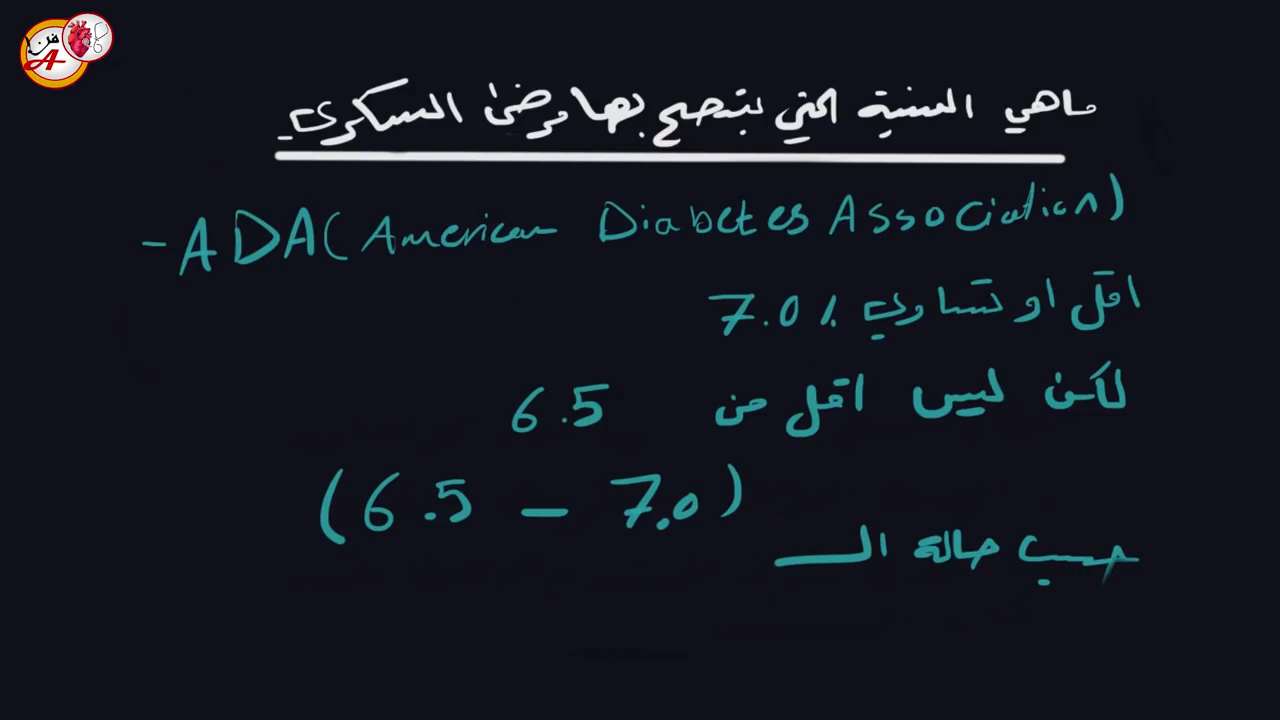 فن
A
ماهي النسبة التي ينصح بها مرضى السكري
- ADA (American Diabetes Association)
اقل او تساوي 7.0٪
لكن ليس اقل من 6.5
(6.5 - 7.0)
حسب حالة الـ